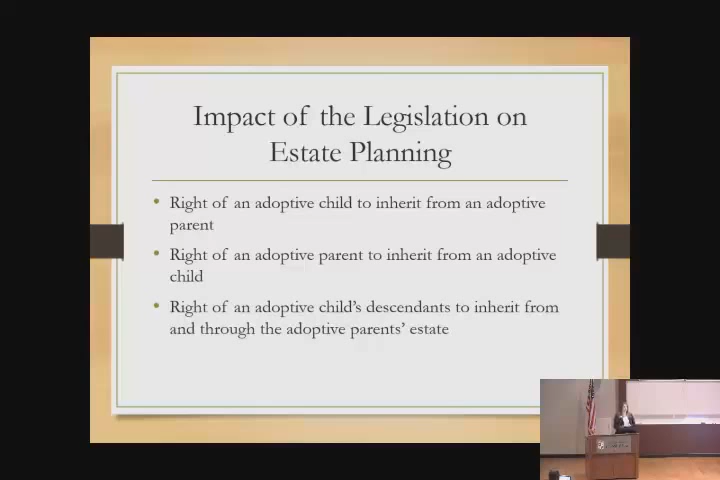 Impact of the Legislation on
Estate Planning
• Right of an adoptive child to inherit from an adoptive
parent
• Right of an adoptive parent to inherit from an adoptive
child
• Right of an adoptive child's descendants to inherit from
and through the adoptive parents' estate